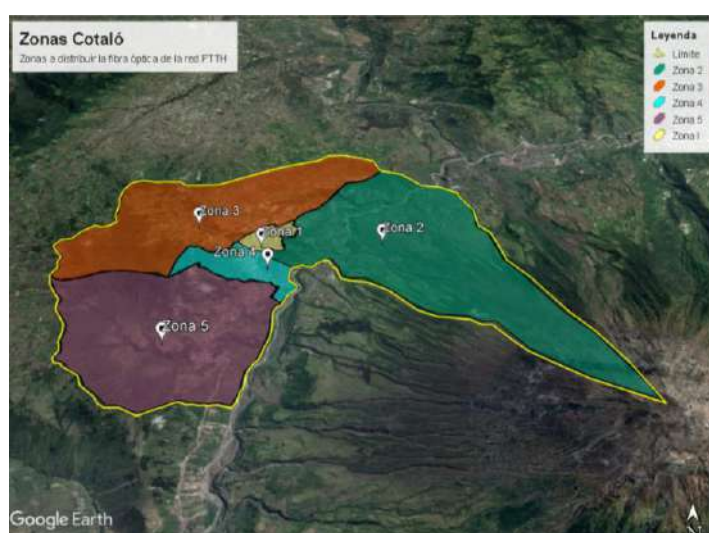 Zonas Cotaló
Zonas a distribuir la fibra óptica de la red FTTH
Leyenda
Límite
Zona 2
Zona 3
Zona 4
Zona 5
Zona I
Zona 3
Zona 1
Zona 2
Zona 4
Zona 5
Google Earth
N